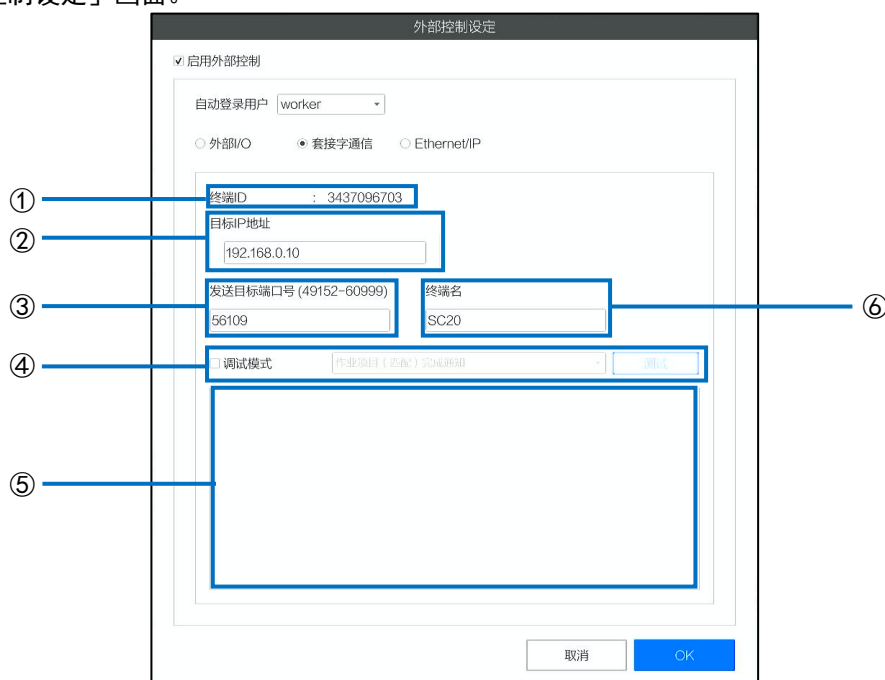 控制设定」画面。
外部控制设定
启用外部控制
自动登录用户 worker
外部I/O 套接字通信 Ethernet/IP
① 终端ID : 3437096703
② 目标IP地址
192.168.0.10
③ 发送目标端口号 (49152-60999) 终端名 ⑥
56109 SC20
④ 调试模式 作业项目 ( 匹配 ) 完成通知 测试
⑤
取消 OK